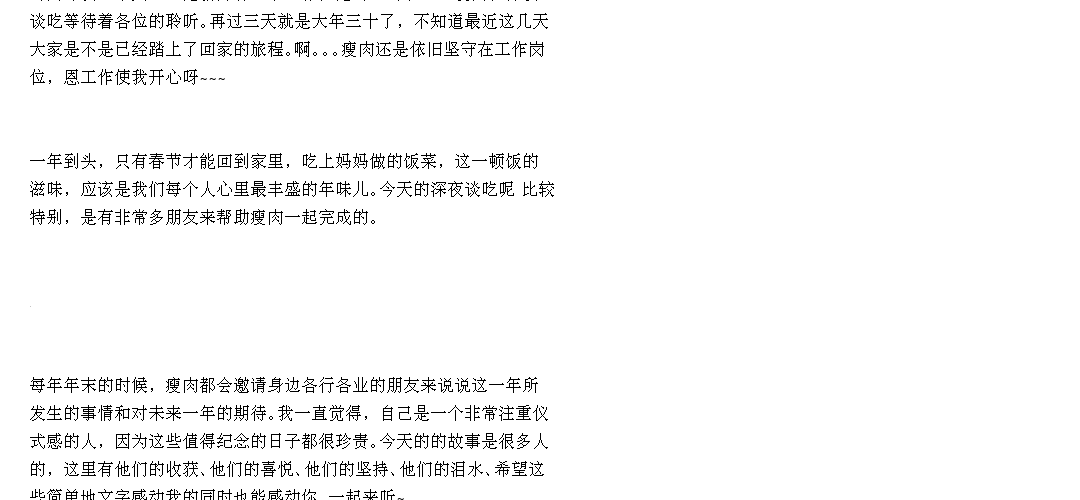 谈吃等待着各位的聆听。再过三天就是大年三十了，不知道最近这几天
大家是不是已经踏上了回家的旅程。啊。。。瘦肉还是依旧坚守在工作岗
位，恩工作使我开心呀~~~
一年到头，只有春节才能回到家里，吃上妈妈做的饭菜，这一顿饭的
滋味，应该是我们每个人心里最丰盛的年味儿。今天的深夜谈吃呢 比较
特别，是有非常多朋友来帮助瘦肉一起完成的。
每年年末的时候，瘦肉都会邀请身边各行各业的朋友来说说这一年所
发生的事情和对未来一年的期待。我一直觉得，自己是一个非常注重仪
式感的人，因为这些值得纪念的日子都很珍贵。今天的的故事是很多人
的，这里有他们的收获、他们的喜悦、他们的坚持、他们的泪水、希望这
些简单地文字感动我的同时也能感动你，一起来听~